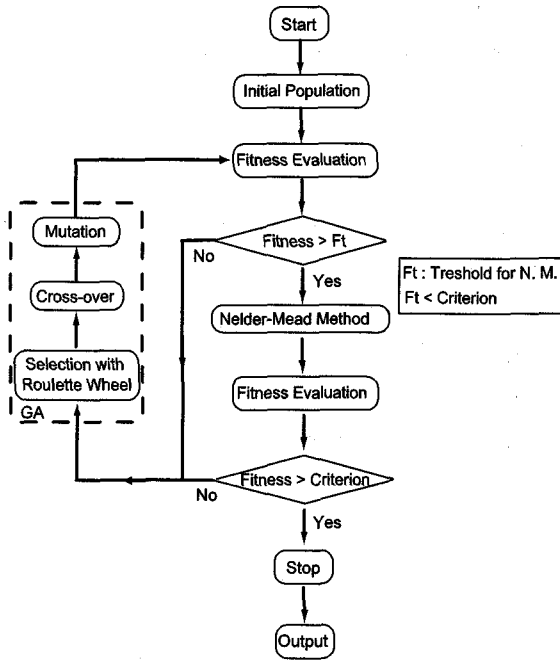 Start
Initial Population
Fitness Evaluation
Mutation
Fitness > Ft
No
Cross-over
Yes
Ft : Treshold for N. M.
Ft < Criterion
Nelder-Mead Method
Selection with
Roulette Wheel
GA
Fitness Evaluation
Fitness > Criterion
No
Yes
Stop
Output